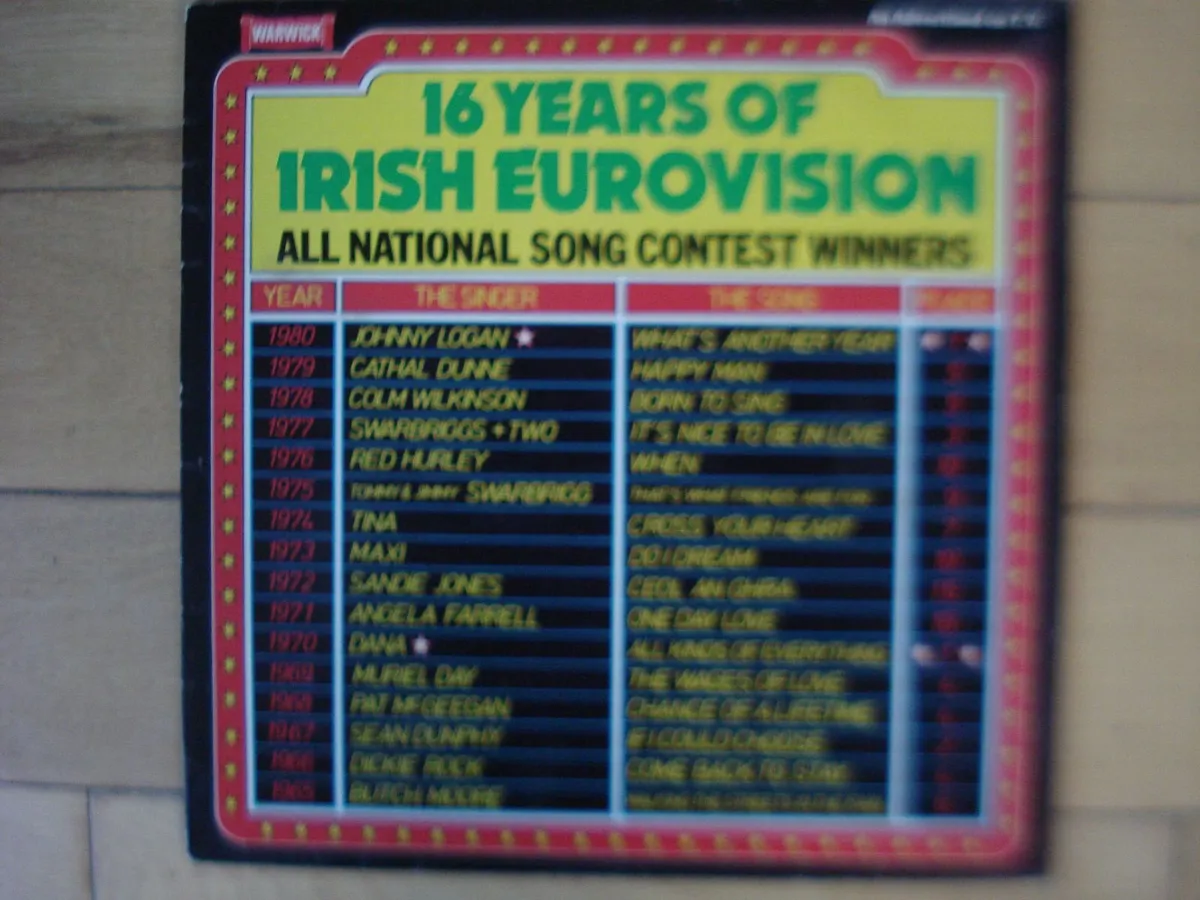 WARWICK
16 YEARS OF
IRISH EUROVISION
ALL NATIONAL SONG CONTEST WINNERS
YEAR THE SINGER THE SONG
1980 JOHNNY LOGAN WHAT'S ANOTHER YEAR
1979 CATHAL DUNNE HAPPY MAN
1978 COLM WILKINSON BORN TO SING
1977 SWARBRIGGS + TWO IT'S NICE TO BE IN LOVE
1976 RED HURLEY WHEN
1975 TOMMY & JIMMY SWARBRIGG THAT'S WHAT FRIENDS ARE FOR
1974 TINA CROSS YOUR HEART
1973 MAXI DO I DREAM
1972 SANDIE JONES CEOL AN GHRA
1971 ANGELA FARRELL ONE DAY LOVE
1970 DANA ALL KINDS OF EVERYTHING
1969 MURIEL DAY THE WAGES OF LOVE
1968 PAT MCGEEGAN CHANCE OF A LIFETIME
1967 SEAN DUNPHY IF I COULD CHOOSE
1966 DICKIE ROCK COME BACK TO STAY
1965 BUTCH MOORE